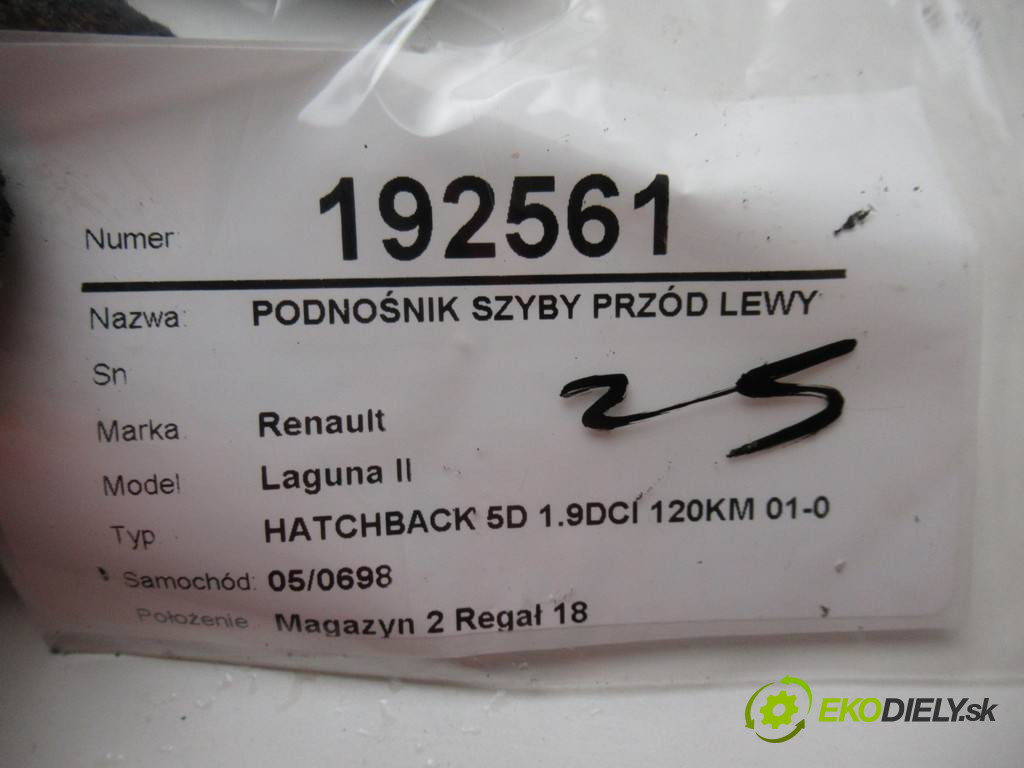 Numer: 192561
Nazwa: PODNOŚNIK SZYBY PRZÓD LEWY
Sn
Marka Renault
25
Model Laguna II
Typ HATCHBACK 5D 1.9DCI 120KM 01-0
Samochód: 05/0698
Położenie Magazyn 2 Regał 18
EKODIELY.sk